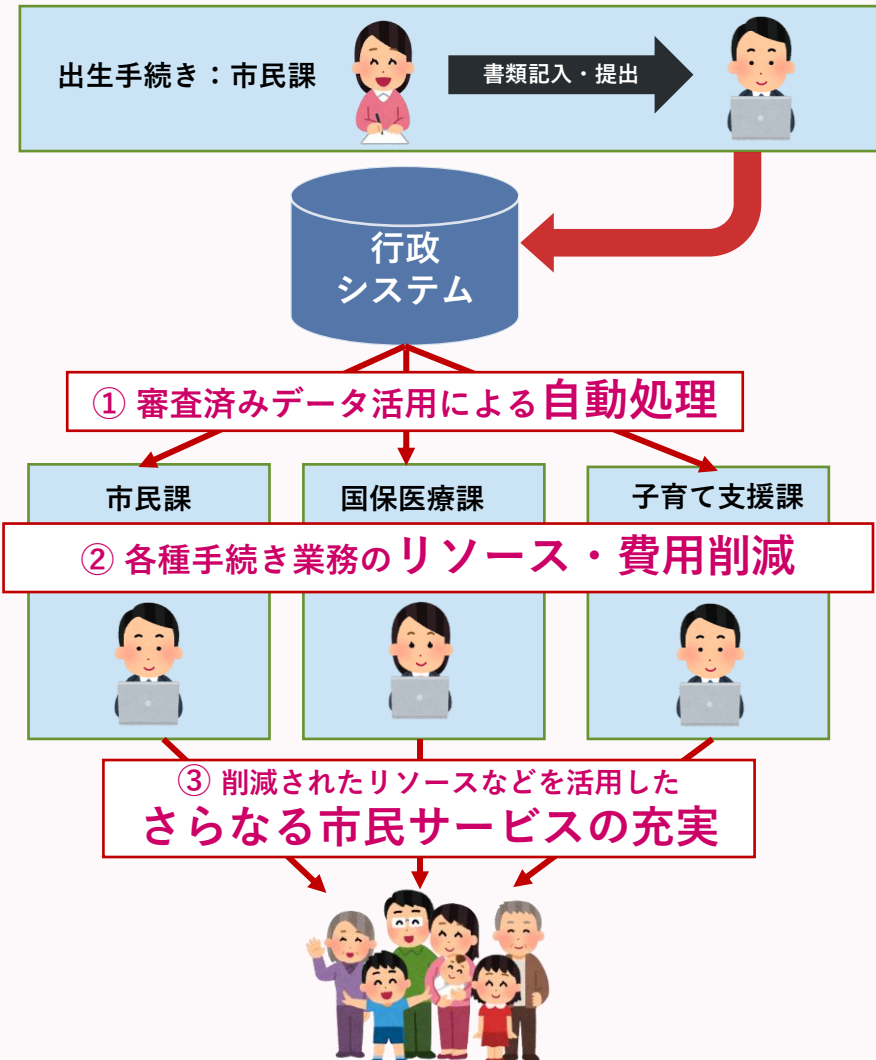 出生手続き：市民課
書類記入・提出
行政
システム
① 審査済みデータ活用による自動処理
市民課
国保医療課
子育て支援課
② 各種手続き業務のリソース・費用削減
③ 削減されたリソースなどを活用した
さらなる市民サービスの充実